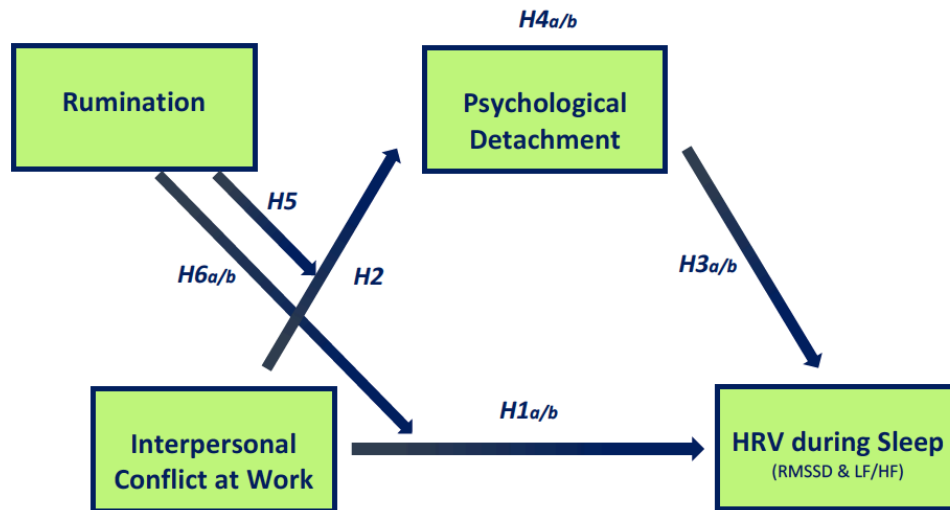 H4a/b
Rumination
Psychological
Detachment
H5
H6a/b
H2
H3a/b
H1a/b
Interpersonal
Conflict at Work
HRV during Sleep
(RMSSD & LF/HF)